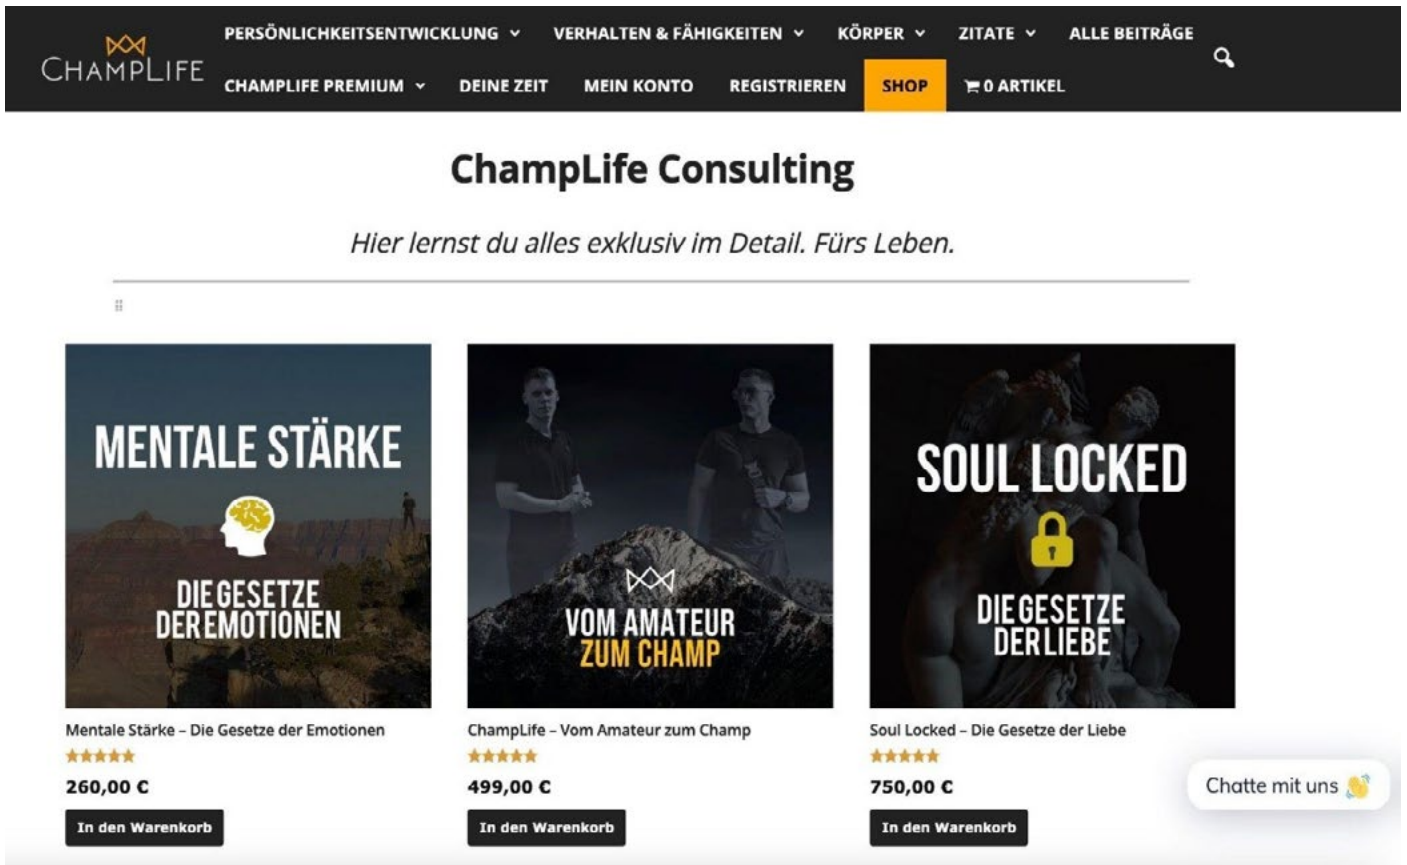 PERSÖNLICHKEITSENTWICKLUNG VERHALTEN & FÄHIGKEITEN KÖRPER ZITATE ALLE BEITRÄGE
CHAMPLIFE
CHAMPLIFE PREMIUM DEINE ZEIT MEIN KONTO REGISTRIEREN SHOP 0 ARTIKEL
ChampLife Consulting
Hier lernst du alles exklusiv im Detail. Fürs Leben.
MENTALE STÄRKE
DIE GESETZE
DER EMOTIONEN
VOM AMATEUR
ZUM CHAMP
SOUL LOCKED
DIE GESETZE
DER LIEBE
Mentale Stärke – Die Gesetze der Emotionen
260,00 €
In den Warenkorb
ChampLife – Vom Amateur zum Champ
499,00 €
In den Warenkorb
Soul Locked – Die Gesetze der Liebe
750,00 €
In den Warenkorb
Chatte mit uns 👋